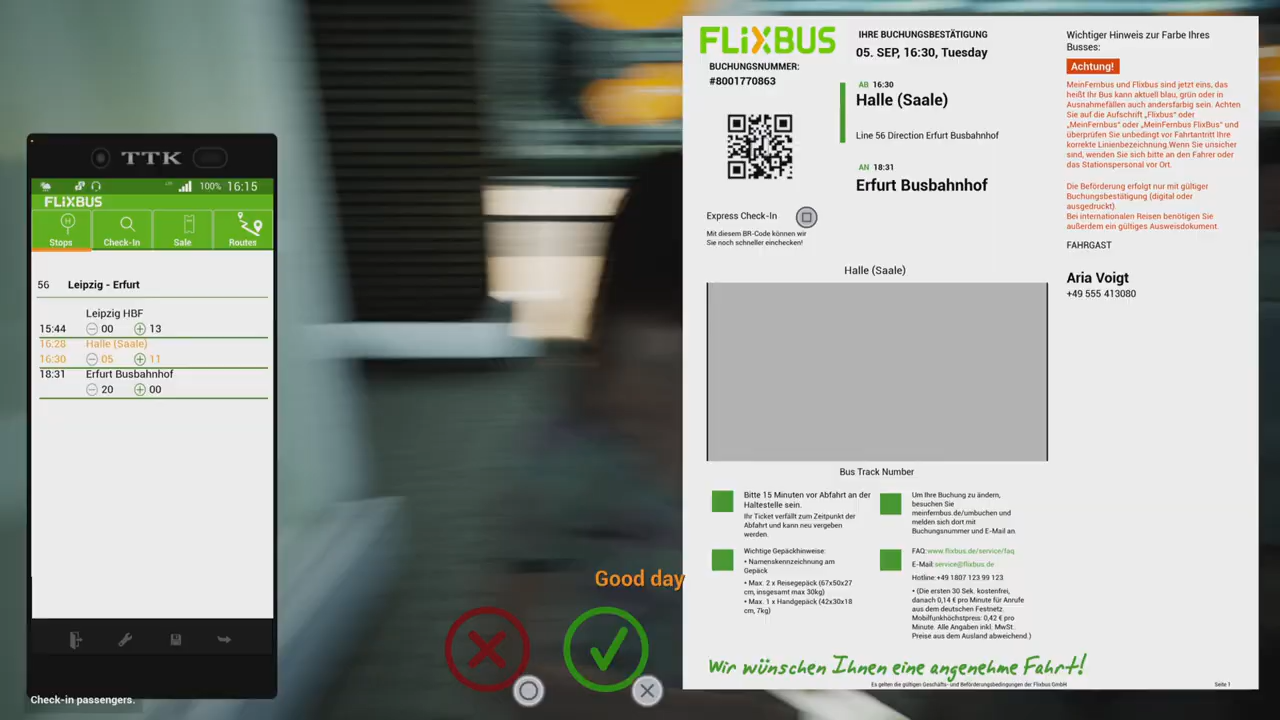 TTK
100% 16:15
FLiXBUS
Stops
Check-In
Sale
Routes
56 Leipzig - Erfurt
Leipzig HBF
15:44 00 13
16:28 Halle (Saale)
16:30 05 11
18:31 Erfurt Busbahnhof
20 00
Check-in passengers.
Good day
FLiXBUS
BUCHUNGSNUMMER:
#8001770863
IHRE BUCHUNGSBESTÄTIGUNG
05. SEP, 16:30, Tuesday
AB 16:30
Halle (Saale)
Line 56 Direction Erfurt Busbahnhof
AN 18:31
Erfurt Busbahnhof
Express Check-In
Mit diesem BR-Code können wir
Sie noch schneller einchecken!
Halle (Saale)
Bus Track Number
Bitte 15 Minuten vor Abfahrt an der
Haltestelle sein.
Ihr Ticket verfällt zum Zeitpunkt der
Abfahrt und kann neu vergeben
werden.
Wichtige Gepäckhinweise:
• Namenskennzeichnung am
Gepäck
• Max. 2 x Reisegepäck (67x50x27
cm, insgesamt max 30kg)
• Max. 1 x Handgepäck (42x30x18
cm, 7kg)
Um Ihre Buchung zu ändern,
besuchen Sie
meinfernbus.de/umbuchen und
melden sich dort mit
Buchungsnummer und E-Mail an.
FAQ: www.flixbus.de/service/faq
E-Mail: service@flixbus.de
Hotline:+49 1807 123 99 123
• (Die ersten 30 Sek. kostenfrei,
danach 0,14 € pro Minute für Anrufe
aus dem deutschen Festnetz.
Mobilfunkhöchstpreis: 0,42 € pro
Minute. Alle Angaben inkl. MwSt..
Preise aus dem Ausland abweichend.)
Wir wünschen Ihnen eine angenehme Fahrt!
Es gelten die gültigen Geschäfts- und Beförderungsbedingungen der Flixbus GmbH
Seite 1
Wichtiger Hinweis zur Farbe Ihres
Busses:
Achtung!
MeinFernbus und Flixbus sind jetzt eins, das
heißt Ihr Bus kann aktuell blau, grün oder in
Ausnahmefällen auch andersfarbig sein. Achten
Sie auf die Aufschrift „Flixbus“ oder
„MeinFernbus“ oder „MeinFernbus FlixBus“ und
überprüfen Sie unbedingt vor Fahrtantritt Ihre
korrekte Linienbezeichnung.Wenn Sie unsicher
sind, wenden Sie sich bitte an den Fahrer oder
das Stationspersonal vor Ort.
Die Beförderung erfolgt nur mit gültiger
Buchungsbestätigung (digital oder
ausgedruckt).
Bei internationalen Reisen benötigen Sie
außerdem ein gültiges Ausweisdokument.
FAHRGAST
Aria Voigt
+49 555 413080